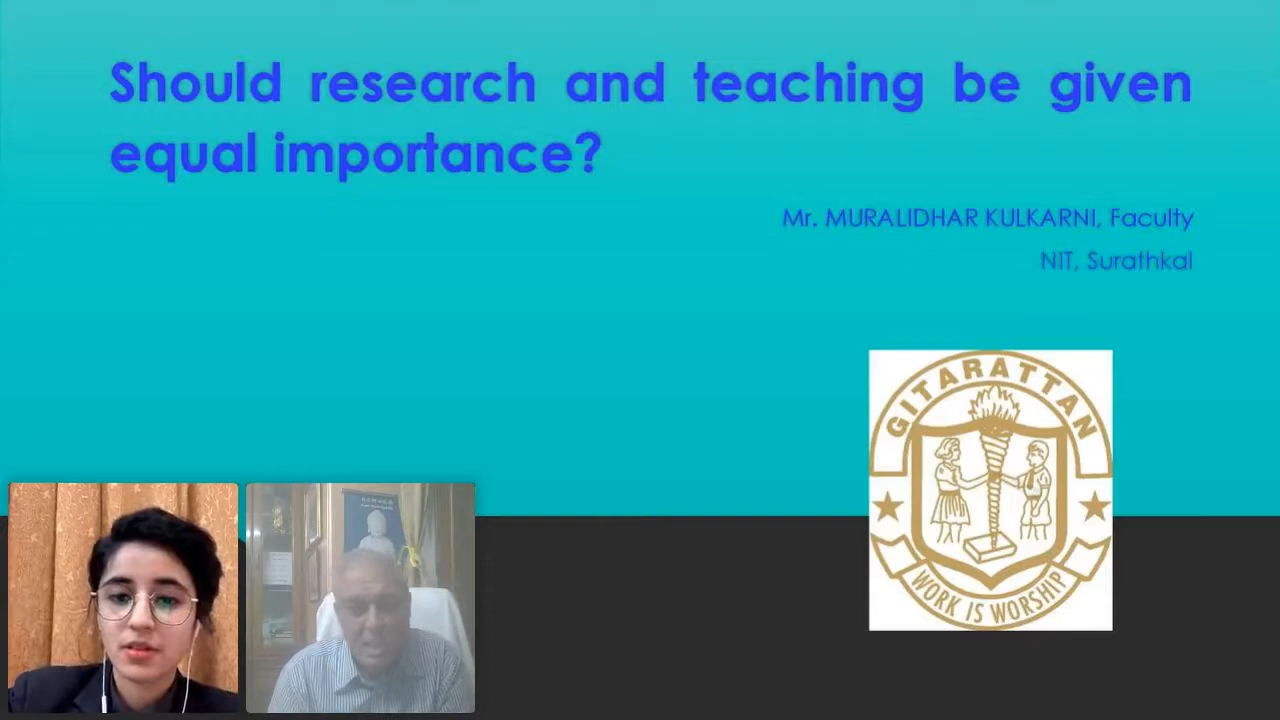 Should research and teaching be given
equal importance?
Mr. MURALIDHAR KULKARNI, Faculty
NIT, Surathkal
GITARATTAN
WORK IS WORSHIP